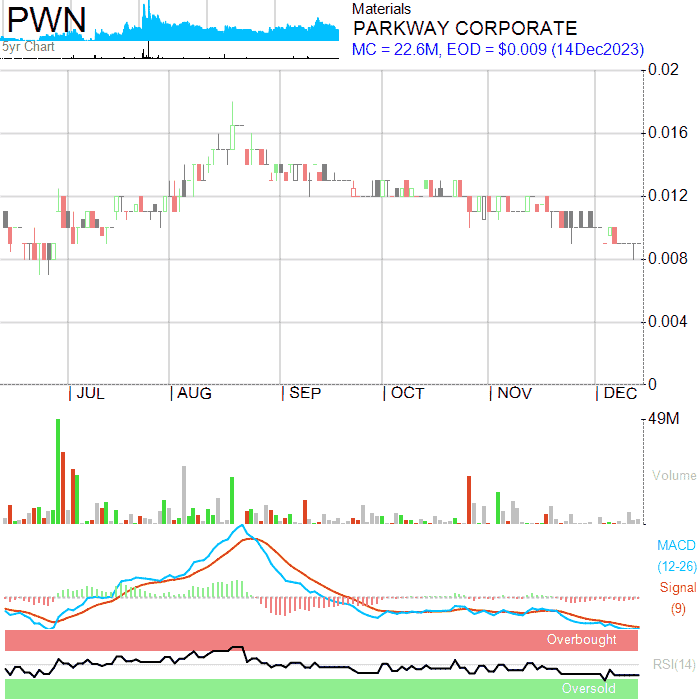 PWN
5yr Chart
Materials
PARKWAY CORPORATE
MC = 22.6M, EOD = $0.009 (14Dec2023)
0.02
0.016
0.012
0.008
0.004
0
JUL AUG SEP OCT NOV DEC
49M
Volume
MACD
(12-26)
Signal
(9)
Overbought
RSI(14)
Oversold